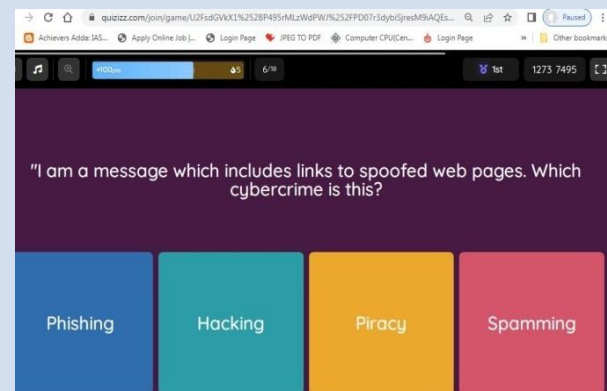 quizizz.com/join/game/U2FsdGVkX1%252BP495rMLzWdPWJ%252FPD07r3dybiSjresM9iAQEs...
Paused
Achievers Adda: IAS...
Apply Online Job |...
Login Page
JPEG TO PDF
Computer CPU(Cen...
Login Page
»
Other bookmark
+100pts
5
6/18
1st
1273 7495
"I am a message which includes links to spoofed web pages. Which
cybercrime is this?
Phishing
Hacking
Piracy
Spamming